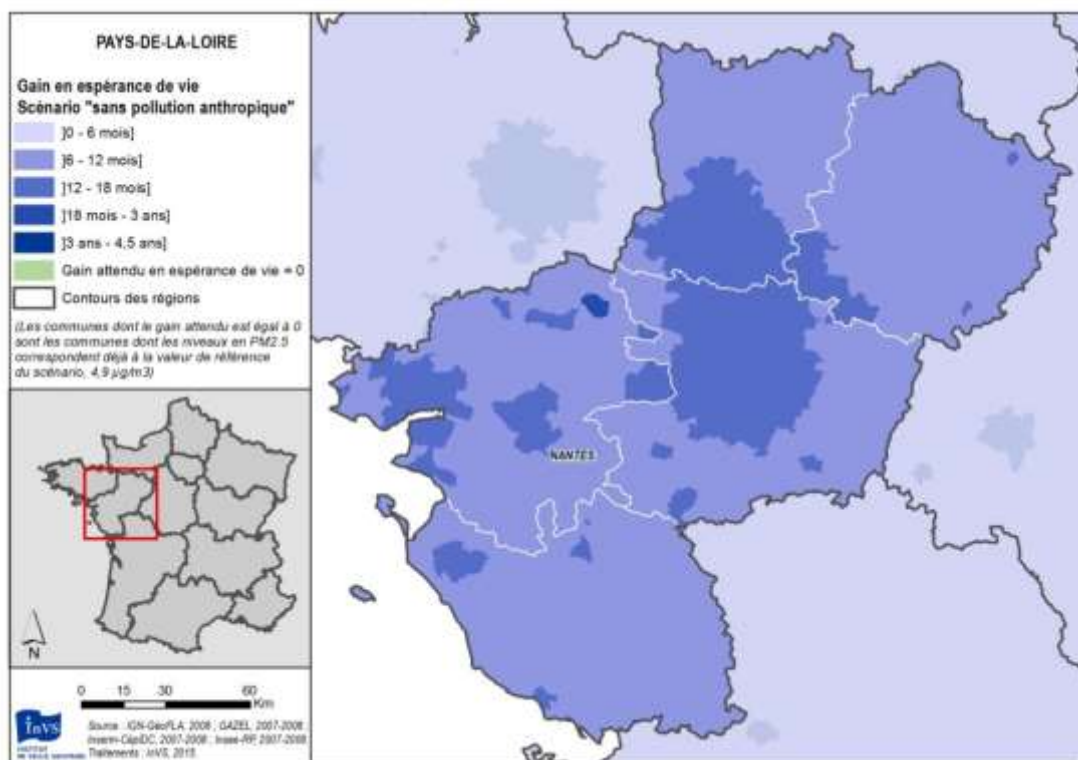 PAYS-DE-LA-LOIRE
Gain en espérance de vie
Scénario "sans pollution anthropique"
]0 - 6 mois]
]6 - 12 mois]
]12 - 18 mois]
]18 mois - 3 ans]
]3 ans - 4,5 ans]
Gain attendu en espérance de vie = 0
Contours des régions
(Les communes dont le gain attendu est égal à 0
sont les communes dont les niveaux en PM2.5
correspondent déjà à la valeur de référence
du scénario, 4,9 µg/m3)
NANTES
N
0 15 30 60
Km
InVS
INSTITUT
DE VEILLE SANITAIRE
Source : IGN-GéoFLA, 2006 ; GAZEL, 2007-2008 ;
Inserm-CépiDC, 2007-2008 ; Insee-RP, 2007-2008
Traitements : InVS, 2015.